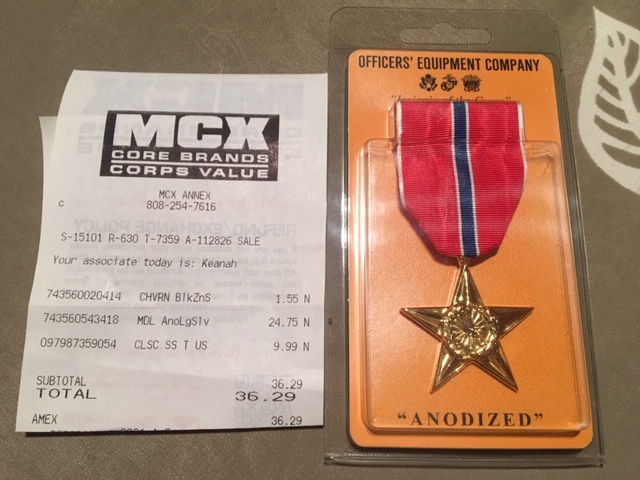 MCX
CORE BRANDS
CORPS VALUE
MCX ANNEX
C 808-254-7616
S-15101 R-630 T-7359 A-112826 SALE
Your associate today is: Keanah
743560020414 CHVRN BlkZnS 1.55 N
743560543418 MDL AnoLgSlv 24.75 N
097987359054 CLSC SS T US 9.99 N
SUBTOTAL 36.29
TOTAL 36.29
AMEX 36.29
OFFICERS' EQUIPMENT COMPANY
"ANODIZED"